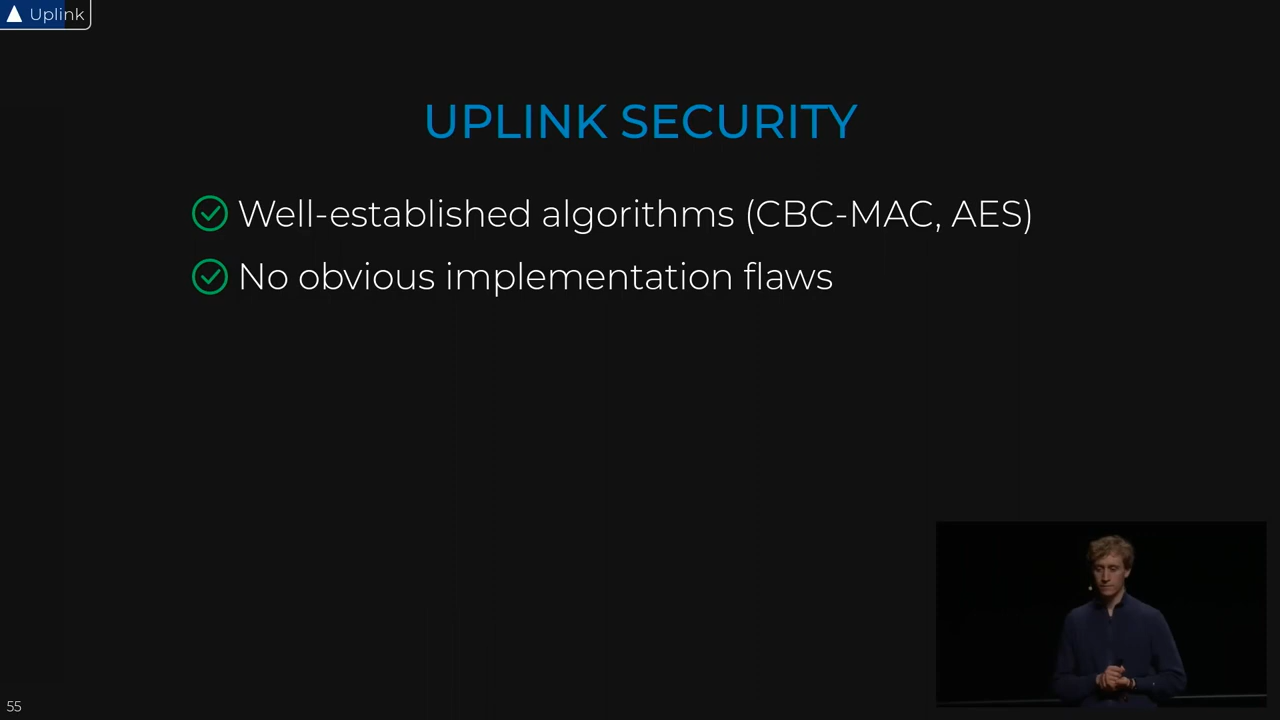 Uplink
UPLINK SECURITY
Well-established algorithms (CBC-MAC, AES)
No obvious implementation flaws
55